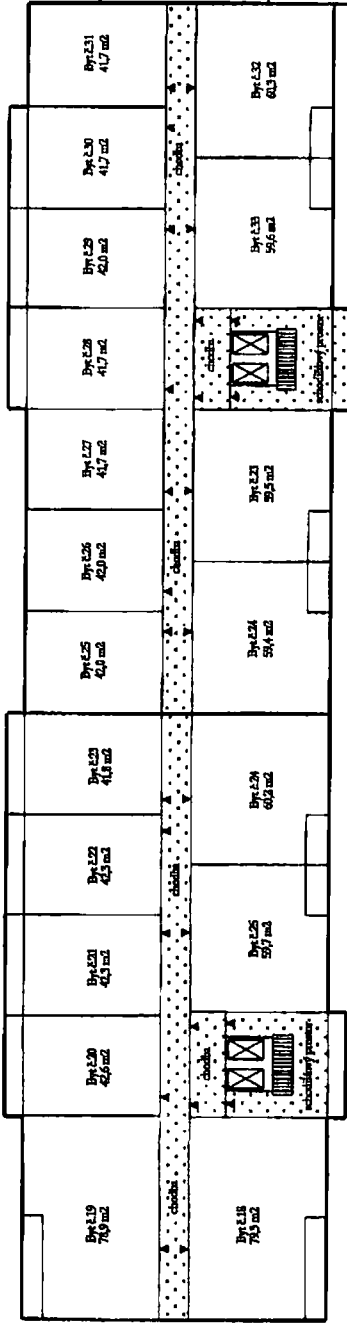 Byt č.31
41,7 m2
Byt č.30
41,7 m2
Byt č.29
42,0 m2
Byt č.28
41,7 m2
Byt č.27
41,7 m2
Byt č.26
42,0 m2
Byt č.25
42,0 m2
Byt č.23
41,8 m2
Byt č.22
42,3 m2
Byt č.21
42,3 m2
Byt č.20
42,6 m2
Byt č.19
78,9 m2
chodba
chodba
chodba
chodba
Byt č.32
60,3 m2
Byt č.33
59,6 m2
chodba
schodišťový prostor
Byt č.23
59,5 m2
Byt č.24
59,4 m2
Byt č.24
60,2 m2
Byt č.25
59,7 m2
chodba
schodišťový prostor
Byt č.18
79,5 m2